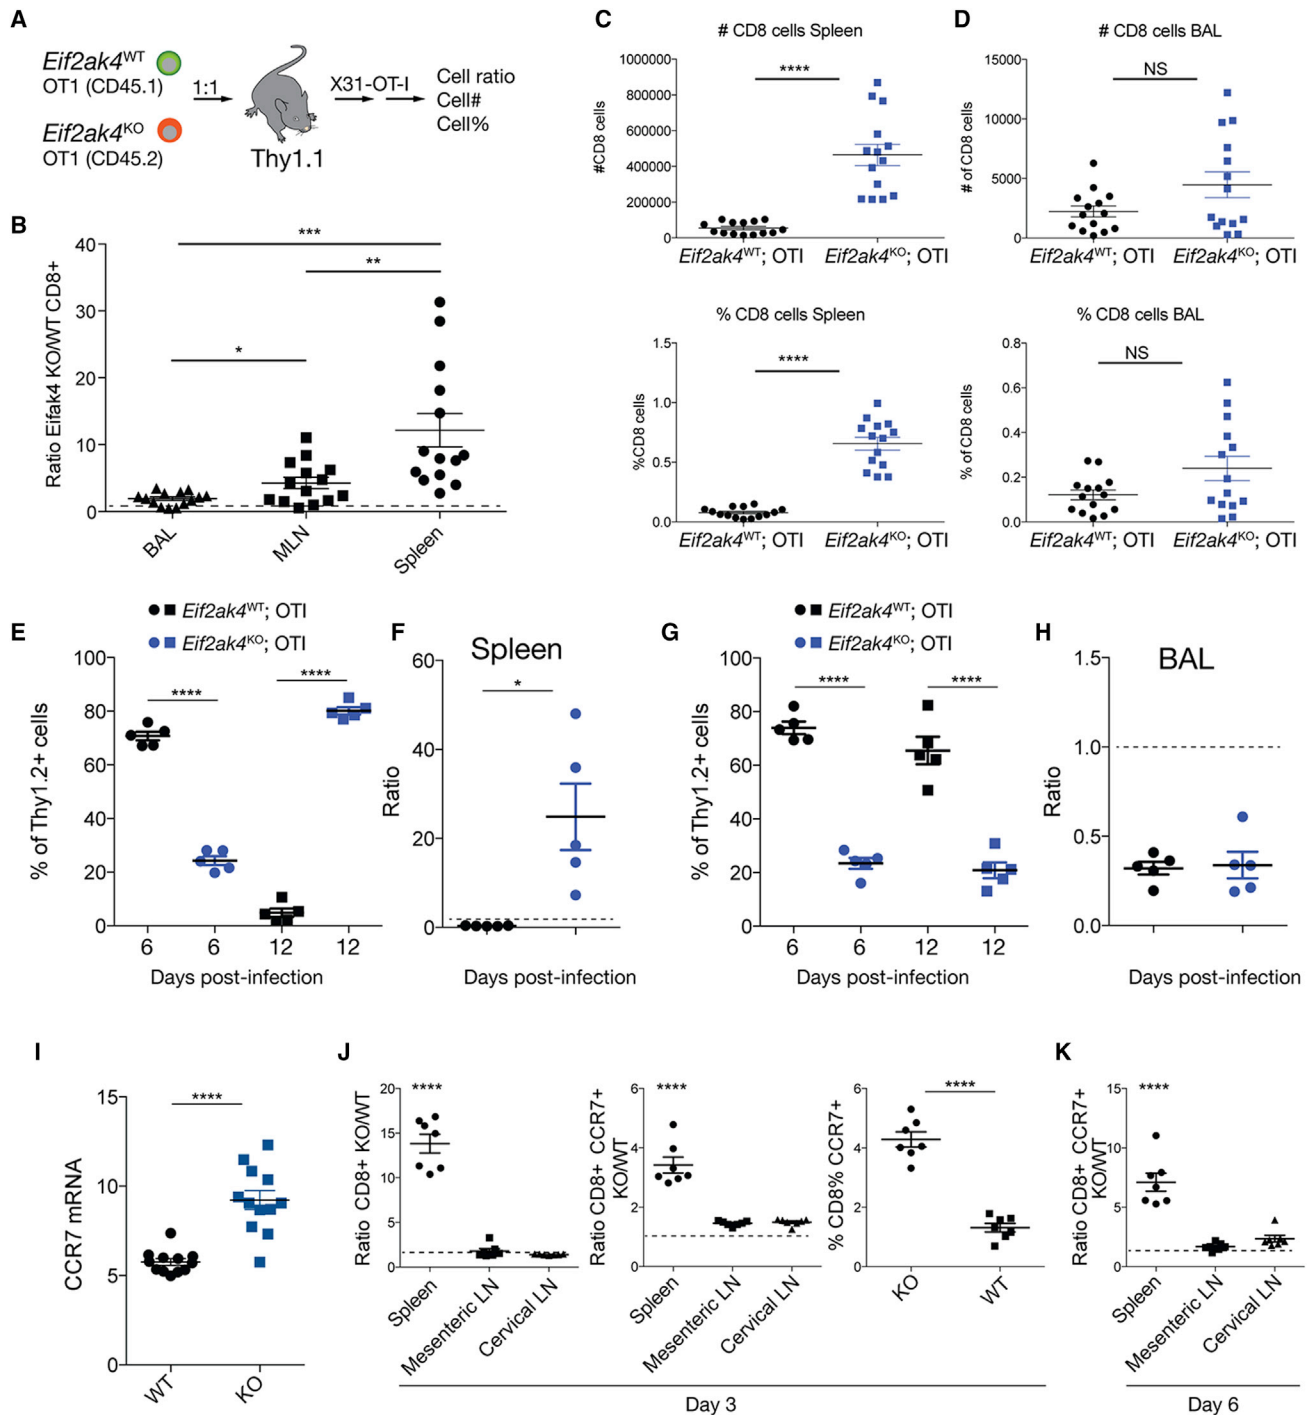 A
Eif2ak4WT
OT1 (CD45.1)
Eif2ak4KO
OT1 (CD45.2)
1:1
Thy1.1
X31-OT-I
Cell ratio
Cell#
Cell%
B
Ratio Eifak4 KO/WT CD8+
40
30
20
10
0
***
**
*
BAL
MLN
Spleen
C
# CD8 cells Spleen
#CD8 cells
1000000
800000
600000
400000
200000
0
****
Eif2ak4WT; OTI
Eif2ak4KO; OTI
% CD8 cells Spleen
%CD8 cells
1.5
1.0
0.5
0.0
****
Eif2ak4WT; OTI
Eif2ak4KO; OTI
D
# CD8 cells BAL
# of CD8 cells
15000
10000
5000
0
NS
Eif2ak4WT; OTI
Eif2ak4KO; OTI
% CD8 cells BAL
% of CD8 cells
0.8
0.6
0.4
0.2
0.0
NS
Eif2ak4WT; OTI
Eif2ak4KO; OTI
E
Eif2ak4WT; OTI
Eif2ak4KO; OTI
% of Thy1.2+ cells
100
80
60
40
20
0
****
****
6
6
12
12
Days post-infection
F
Spleen
Ratio
60
40
20
0
*
Days post-infection
G
Eif2ak4WT; OTI
Eif2ak4KO; OTI
% of Thy1.2+ cells
100
80
60
40
20
0
****
****
6
6
12
12
Days post-infection
H
BAL
Ratio
1.5
1.0
0.5
0.0
Days post-infection
I
CCR7 mRNA
15
10
5
0
****
WT
KO
J
Ratio CD8+ KO/WT
20
15
10
5
0
****
Spleen
Mesenteric LN
Cervical LN
Ratio CD8+ CCR7+
KO/WT
6
4
2
0
****
Spleen
Mesenteric LN
Cervical LN
% CD8% CCR7+
6
4
2
0
****
KO
WT
Day 3
K
Ratio CD8+ CCR7+
KO/WT
15
10
5
0
****
Spleen
Mesenteric LN
Cervical LN
Day 6